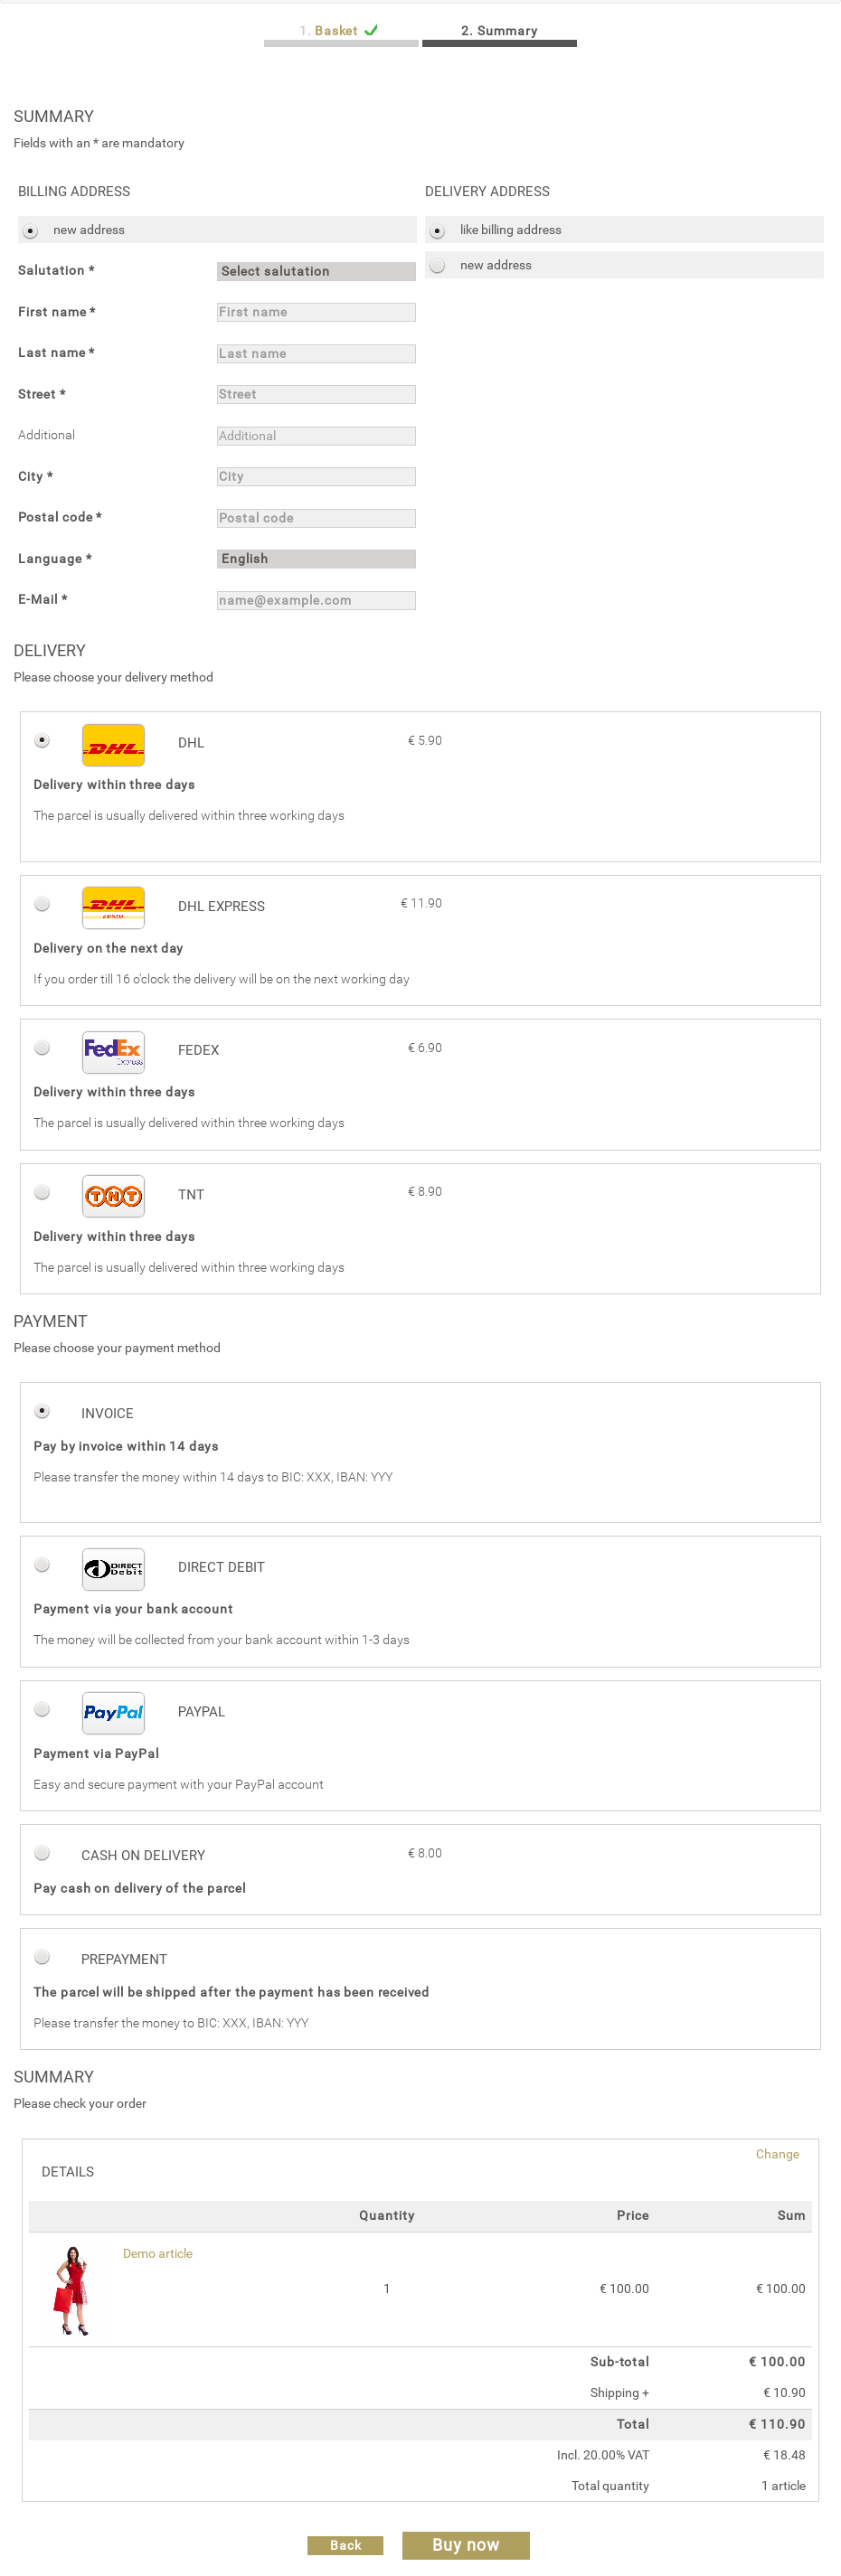 1. Basket 2. Summary
SUMMARY
Fields with an * are mandatory
BILLING ADDRESS
new address
Salutation * Select salutation
First name * First name
Last name * Last name
Street * Street
Additional Additional
City * City
Postal code * Postal code
Language * English
E-Mail * name@example.com
DELIVERY ADDRESS
like billing address
new address
DELIVERY
Please choose your delivery method
DHL DHL € 5.90
Delivery within three days
The parcel is usually delivered within three working days
DHL DHL EXPRESS € 11.90
Delivery on the next day
If you order till 16 o'clock the delivery will be on the next working day
FedEx Express FEDEX € 6.90
Delivery within three days
The parcel is usually delivered within three working days
TNT TNT € 8.90
Delivery within three days
The parcel is usually delivered within three working days
PAYMENT
Please choose your payment method
INVOICE
Pay by invoice within 14 days
Please transfer the money within 14 days to BIC: XXX, IBAN: YYY
DIRECT Debit DIRECT DEBIT
Payment via your bank account
The money will be collected from your bank account within 1-3 days
PayPal PAYPAL
Payment via PayPal
Easy and secure payment with your PayPal account
CASH ON DELIVERY € 8.00
Pay cash on delivery of the parcel
PREPAYMENT
The parcel will be shipped after the payment has been received
Please transfer the money to BIC: XXX, IBAN: YYY
SUMMARY
Please check your order
Change
DETAILS
Quantity Price Sum
Demo article
1 € 100.00 € 100.00
Sub-total € 100.00
Shipping + € 10.90
Total € 110.90
Incl. 20.00% VAT € 18.48
Total quantity 1 article
Back Buy now